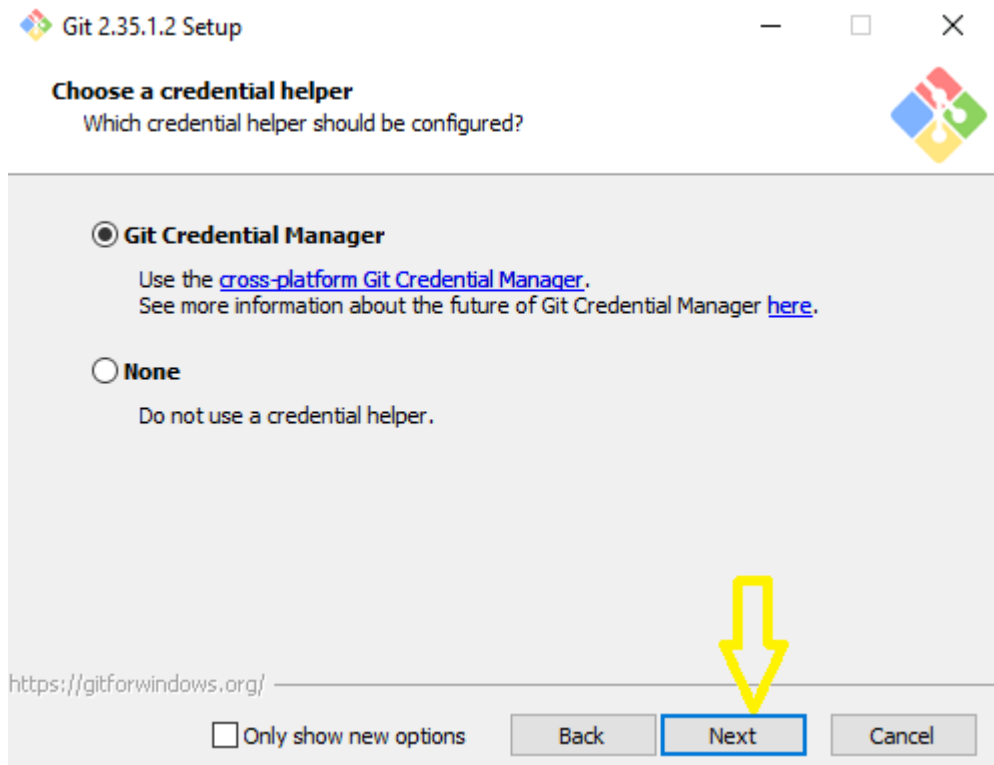 Git 2.35.1.2 Setup
Choose a credential helper
Which credential helper should be configured?
Git Credential Manager
Use the cross-platform Git Credential Manager.
See more information about the future of Git Credential Manager here.
None
Do not use a credential helper.
https://gitforwindows.org/
Only show new options Back Next Cancel